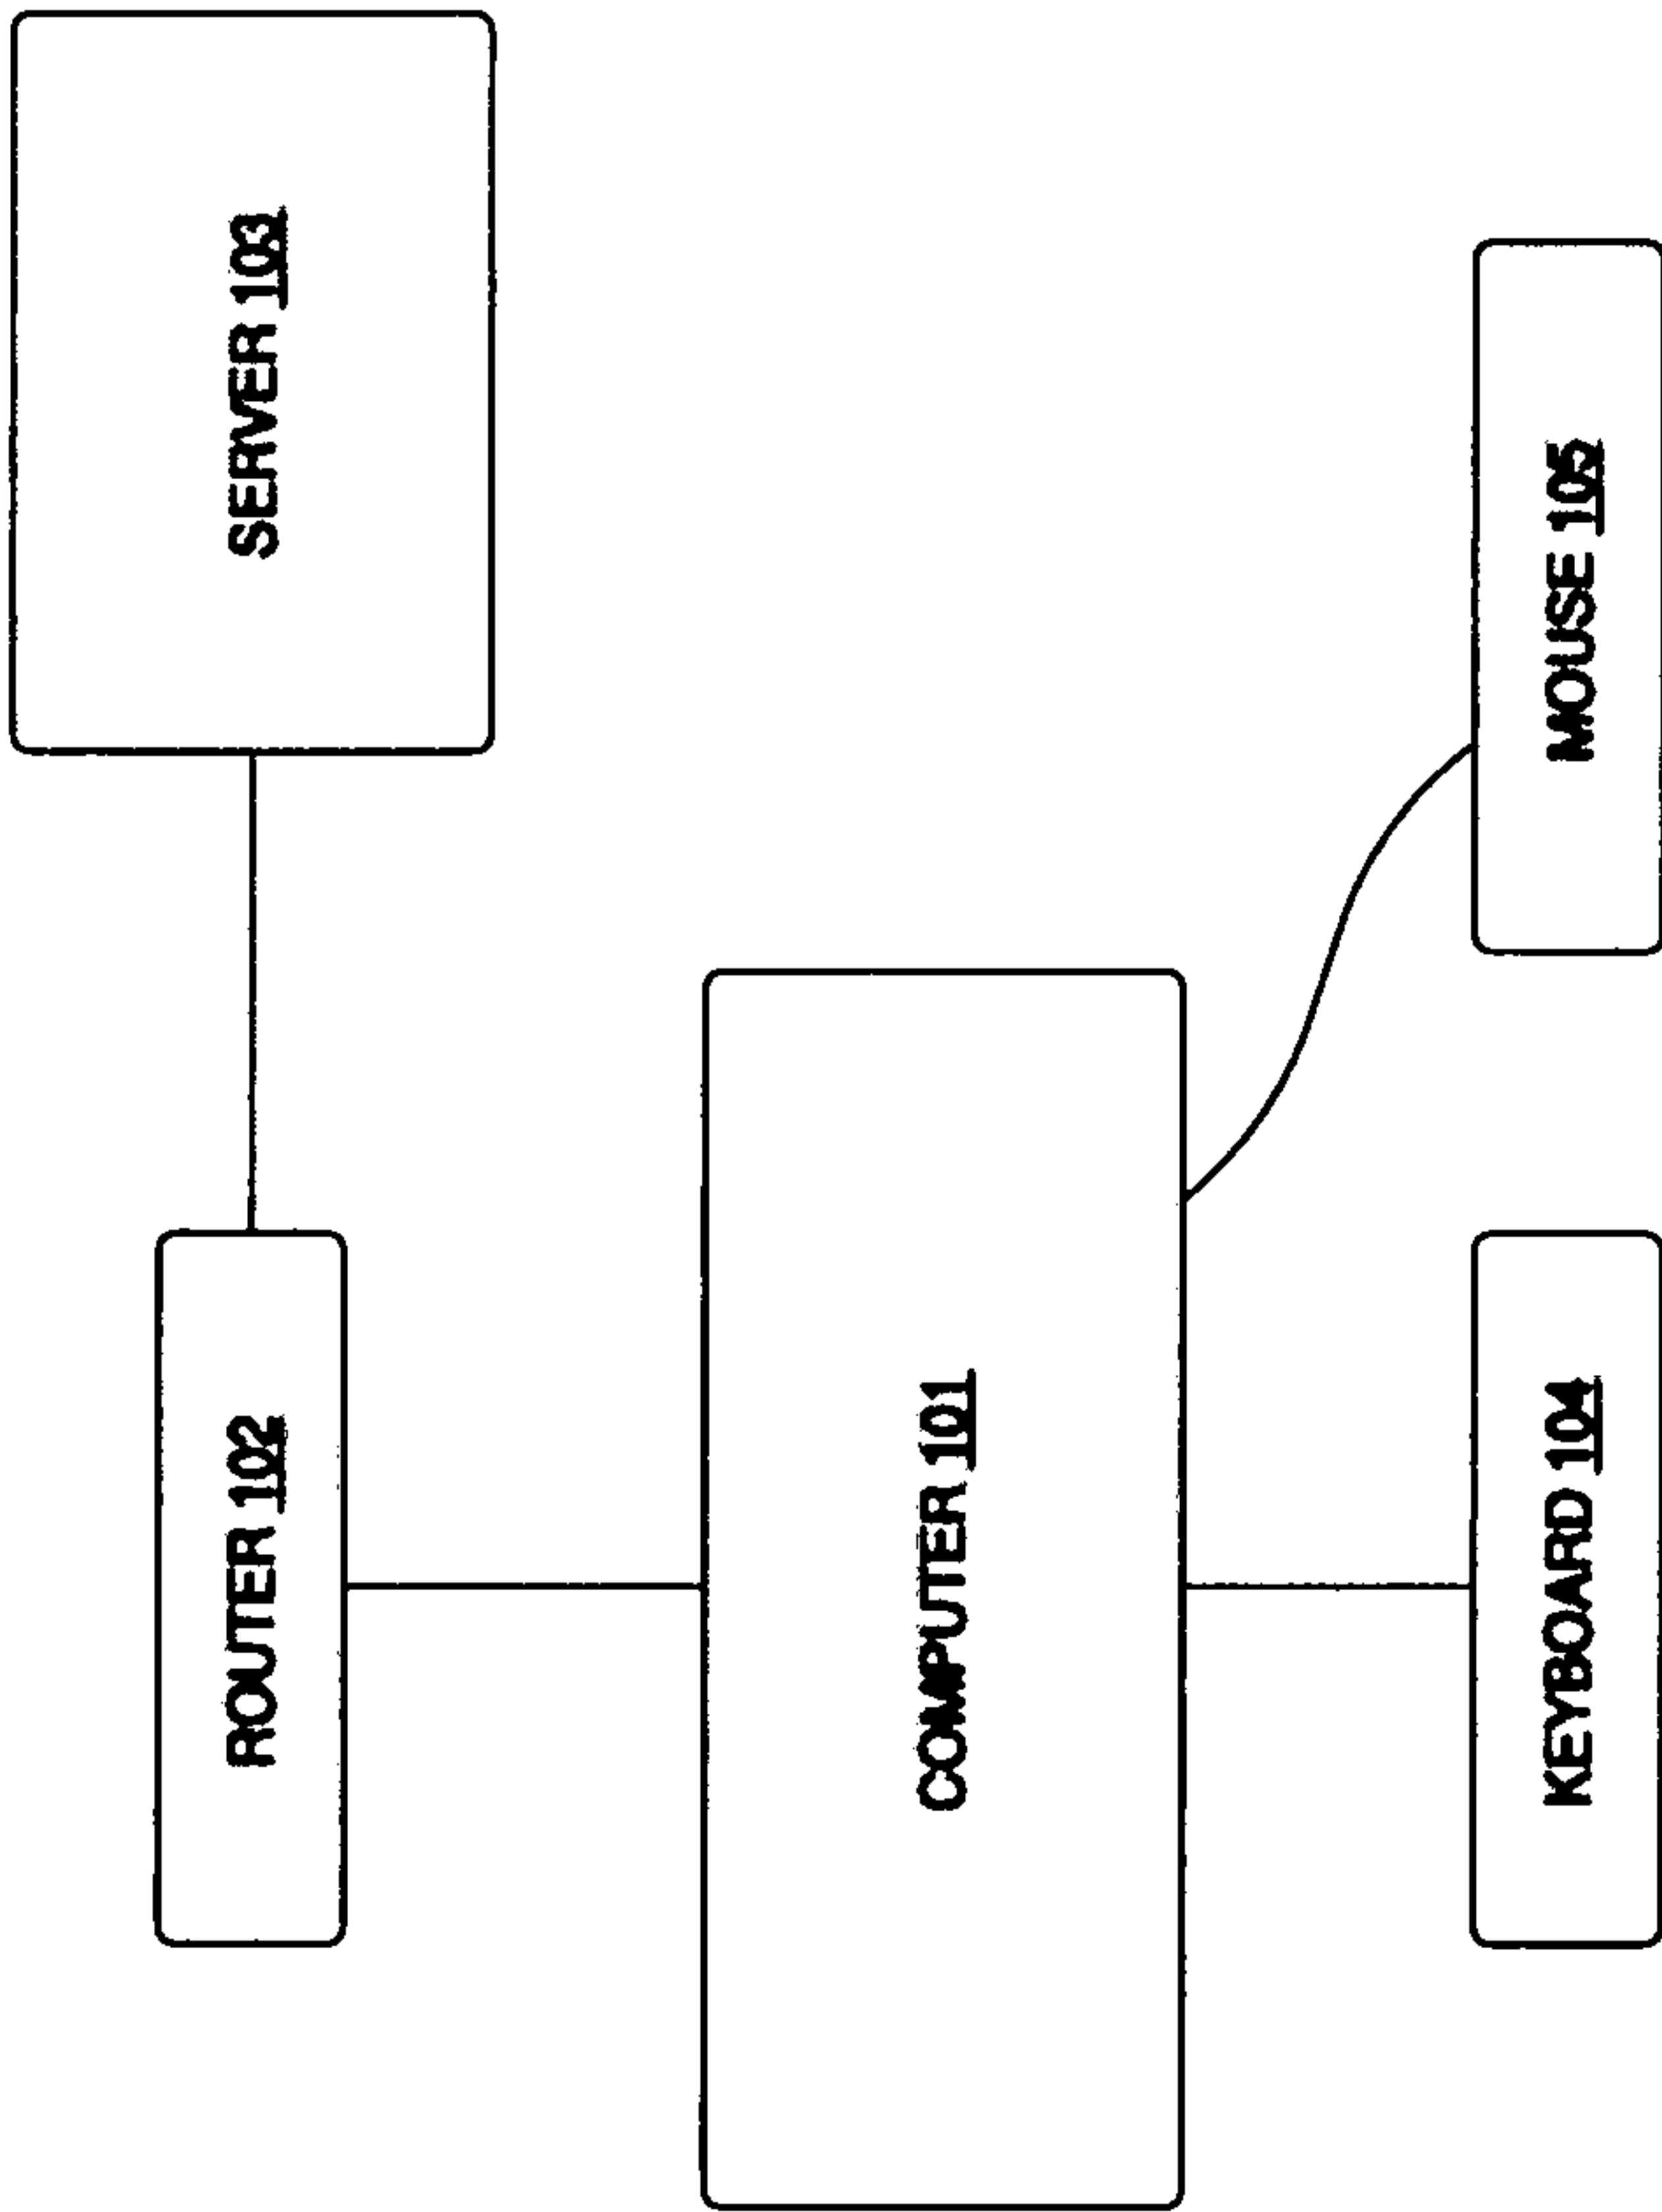 ROUTER 102
SERVER 103
COMPUTER 101
KEYBOARD 104
MOUSE 105